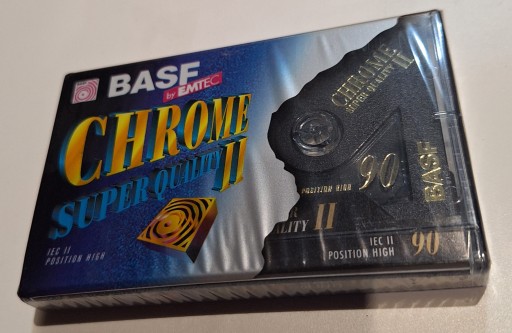 BASF
by EMTEC
CHROME
SUPER QUALITY II
IEC II
POSITION HIGH
CHROME
SUPER QUALITY II
90
POSITION HIGH
BASF
ALITY II
IEC II
POSITION HIGH
90